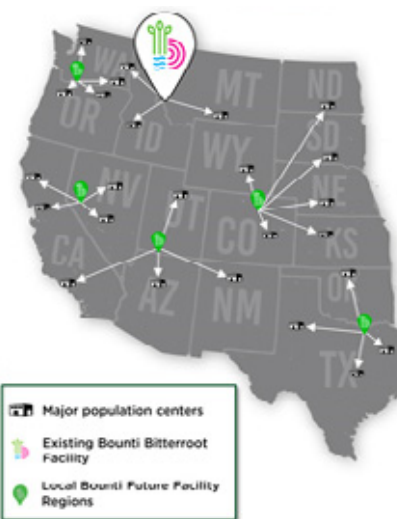 WA
MT
ND
OR
ID
SD
WY
NE
NV
UT
CO
KS
CA
OK
AZ
NM
TX
Major population centers
Existing Bounti Bitterroot
Facility
Local Bounti Future Facility
Regions